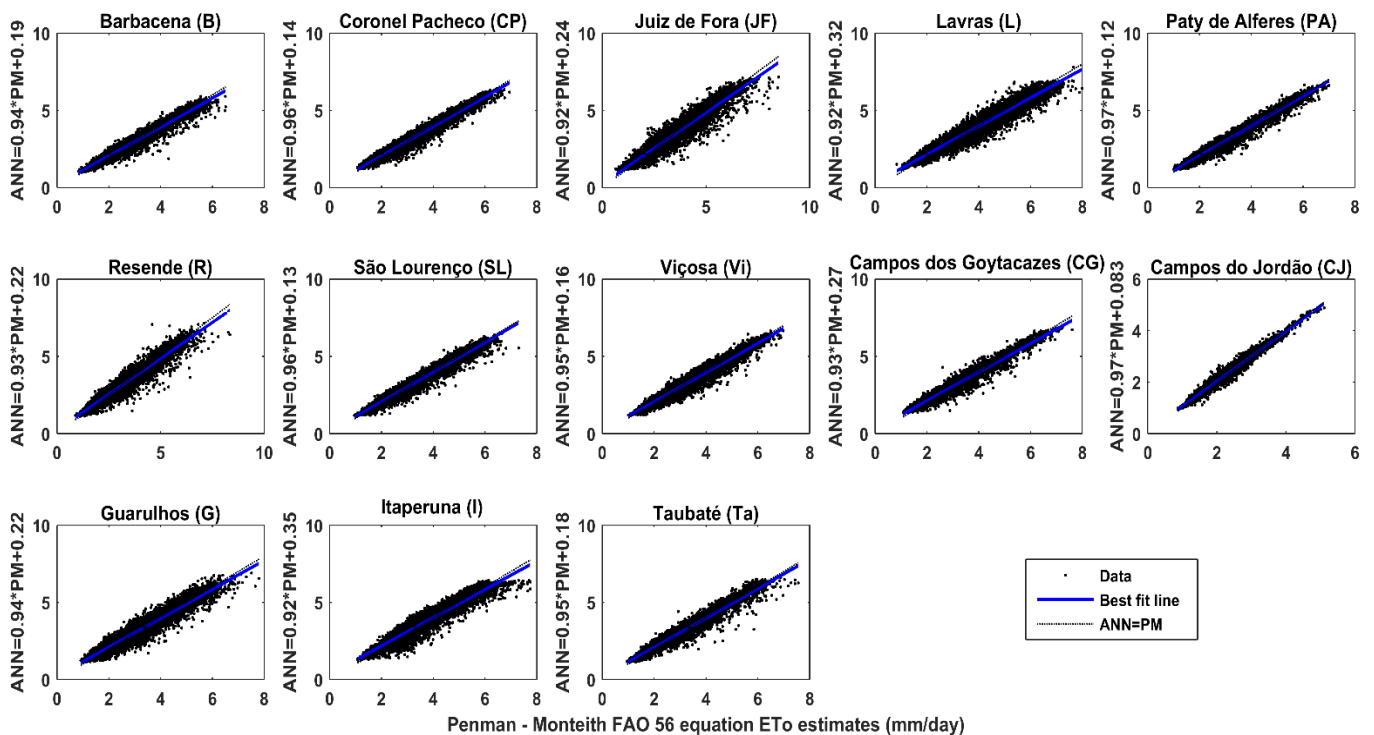 Barbacena (B)
ANN=0.94*PM+0.19
10
5
0
0 2 4 6 8
Coronel Pacheco (CP)
ANN=0.96*PM+0.14
10
5
0
0 2 4 6 8
Juiz de Fora (JF)
ANN=0.92*PM+0.24
10
5
0
0 5 10
Lavras (L)
ANN=0.92*PM+0.32
10
5
0
0 2 4 6 8
Paty de Alferes (PA)
ANN=0.97*PM+0.12
10
5
0
0 2 4 6 8
Resende (R)
ANN=0.93*PM+0.22
10
5
0
0 5 10
São Lourenço (SL)
ANN=0.96*PM+0.13
10
5
0
0 2 4 6 8
Viçosa (Vi)
ANN=0.95*PM+0.16
10
5
0
0 2 4 6 8
Campos dos Goytacazes (CG)
ANN=0.93*PM+0.27
10
5
0
0 2 4 6 8
Campos do Jordão (CJ)
ANN=0.97*PM+0.083
6
4
2
0
0 2 4 6
Guarulhos (G)
ANN=0.94*PM+0.22
10
5
0
0 2 4 6 8
Itaperuna (I)
ANN=0.92*PM+0.35
10
5
0
0 2 4 6 8
Taubaté (Ta)
ANN=0.95*PM+0.18
10
5
0
0 2 4 6 8
Data
Best fit line
ANN=PM
Penman - Monteith FAO 56 equation ETo estimates (mm/day)